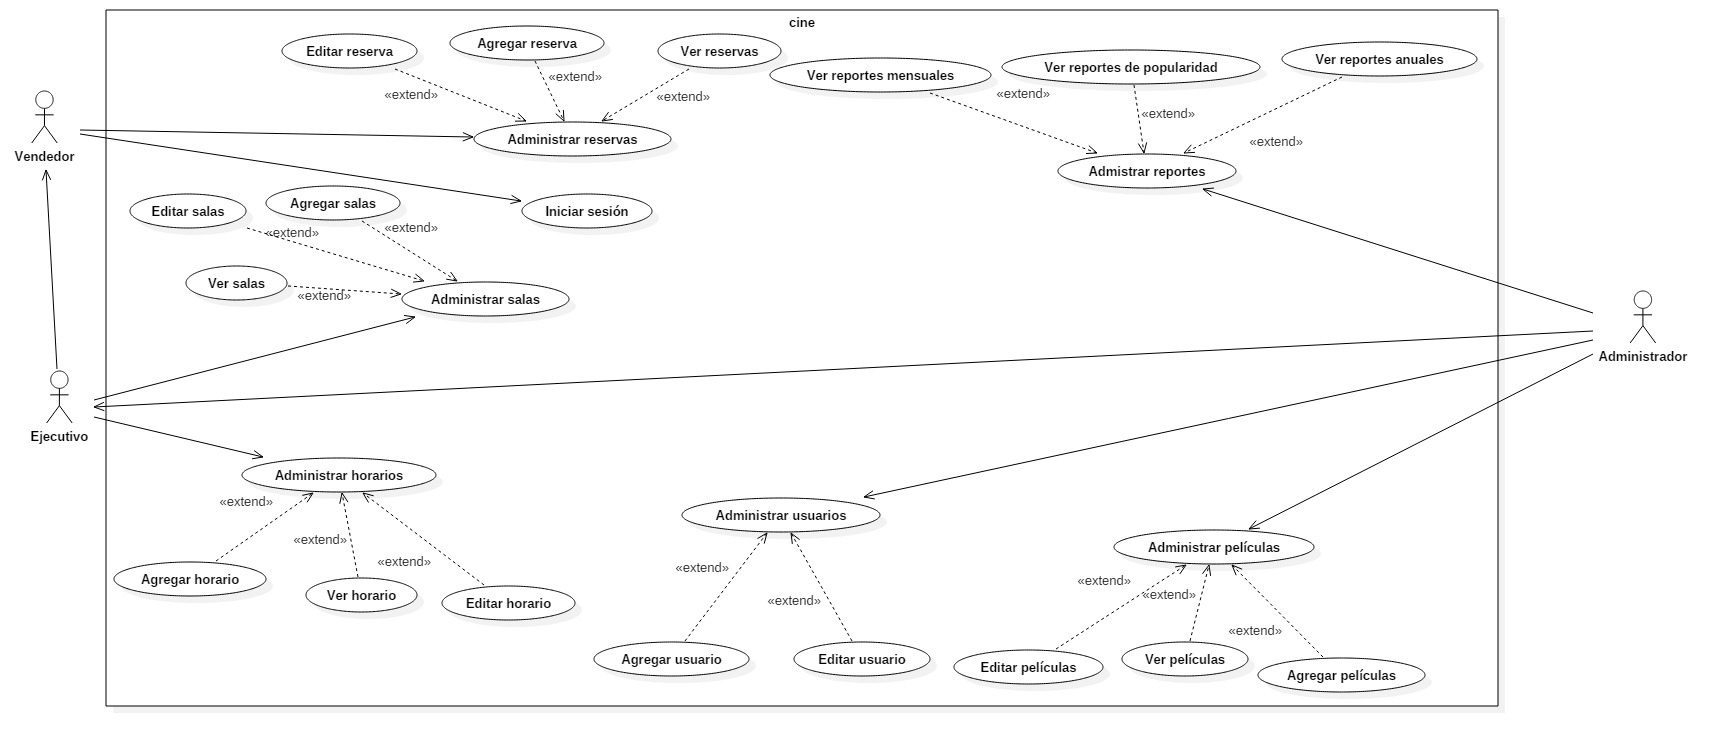 cine
Editar reserva
Agregar reserva
Ver reservas
Ver reportes mensuales
Ver reportes de popularidad
Ver reportes anuales
«extend»
«extend»
«extend»
«extend»
«extend»
«extend»
Administrar reservas
Admistrar reportes
Vendedor
Editar salas
Agregar salas
Iniciar sesión
«extend»
«extend»
Ver salas
«extend»
Administrar salas
Administrador
Ejecutivo
Administrar horarios
«extend»
«extend»
«extend»
Agregar horario
Ver horario
Editar horario
Administrar usuarios
«extend»
«extend»
Agregar usuario
Editar usuario
Administrar películas
«extend»
«extend»
«extend»
Editar películas
Ver películas
Agregar películas